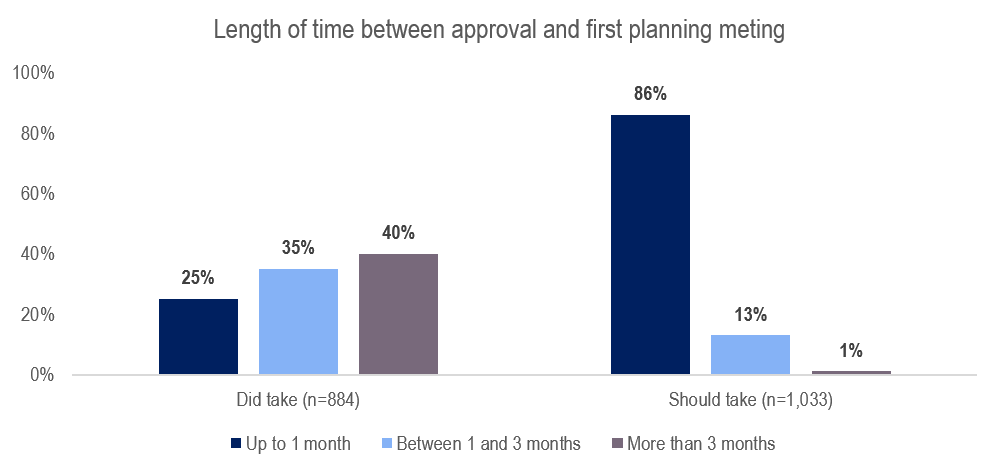 Length of time between approval and first planning meting
100%
80%
60%
40%
20%
0%
25%
35%
40%
86%
13%
1%
Did take (n=884)
Should take (n=1,033)
Up to 1 month
Between 1 and 3 months
More than 3 months